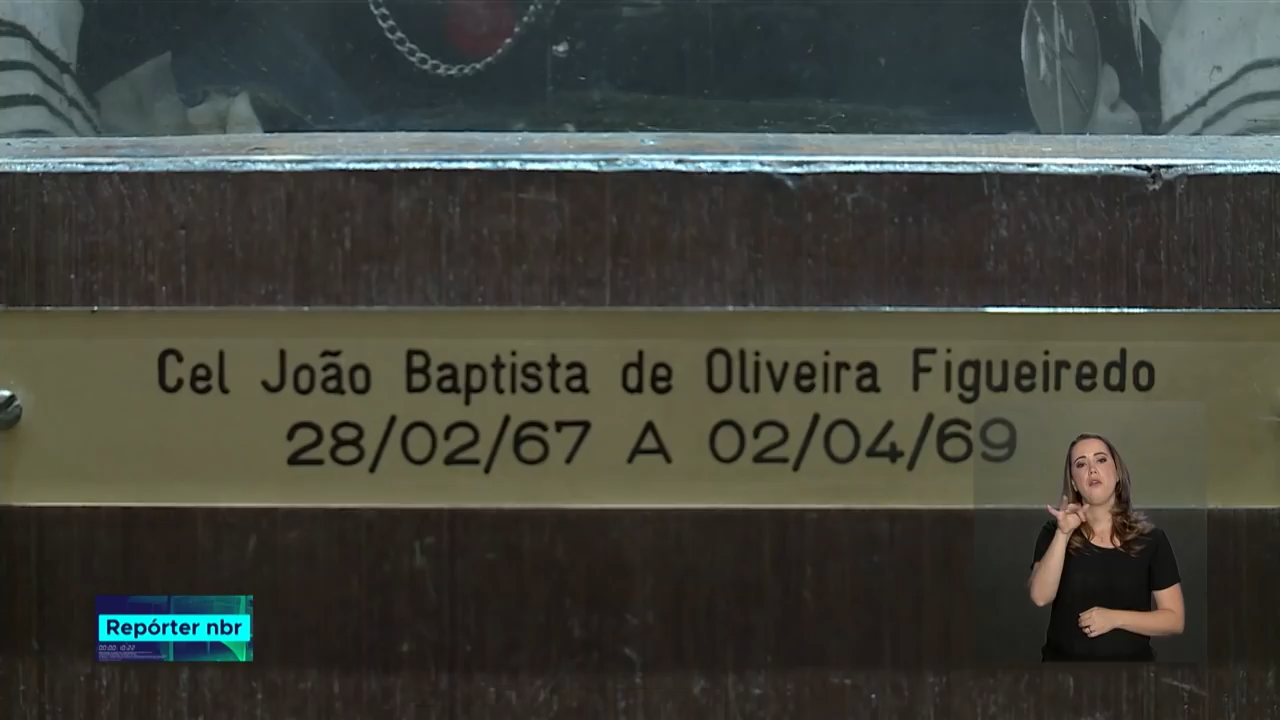 Cel João Baptista de Oliveira Figueiredo
28/02/67 A 02/04/69
Repórter nbr